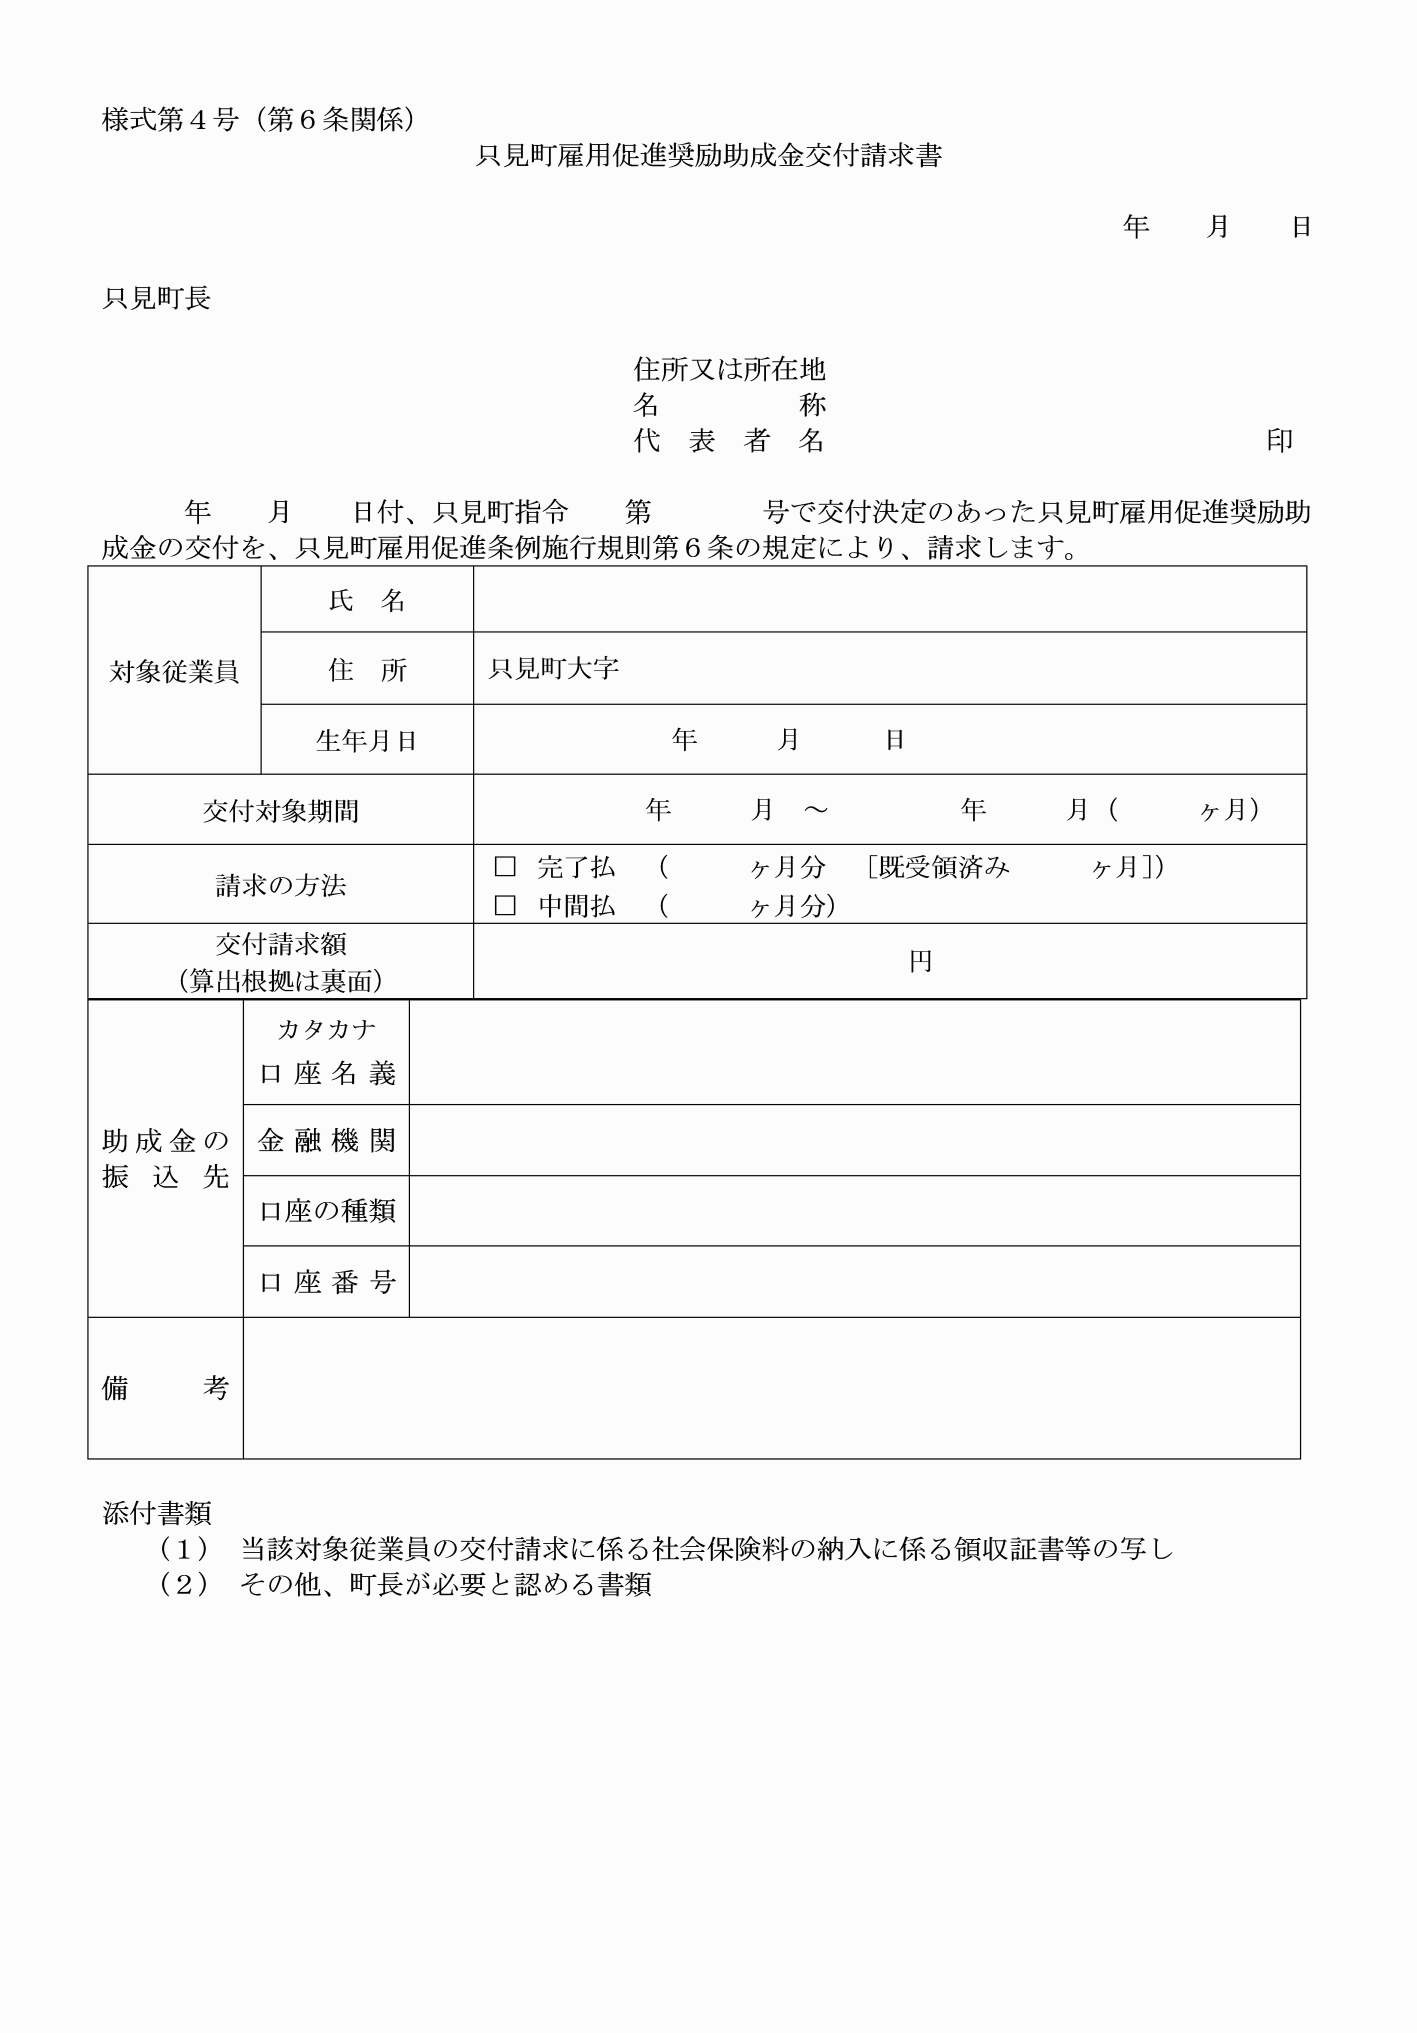 様式第４号（第６条関係）
只見町雇用促進奨励助成金交付請求書
年　　月　　日
只見町長
住所又は所在地
名　　　　　称
代　表　者　名　　　　　　　　　　　　　　　　印
年　　月　　日付、只見町指令　　第　　　　号で交付決定のあった只見町雇用促進奨励助
成金の交付を、只見町雇用促進条例施行規則第６条の規定により、請求します。
対象従業員
氏　名
住　所　只見町大字
生年月日　　　年　　　月　　　日
交付対象期間　　　年　　　月　～　　　　　年　　　月（　　　ヶ月）
請求の方法
□　完了払　（　　　ヶ月分　［既受領済み　　　ヶ月］）
□　中間払　（　　　ヶ月分）
交付請求額
（算出根拠は裏面）
円
助成金の
振　込　先
カタカナ
口座名義
金融機関
口座の種類
口座番号
備　　考
添付書類
（１）　当該対象従業員の交付請求に係る社会保険料の納入に係る領収証書等の写し
（２）　その他、町長が必要と認める書類